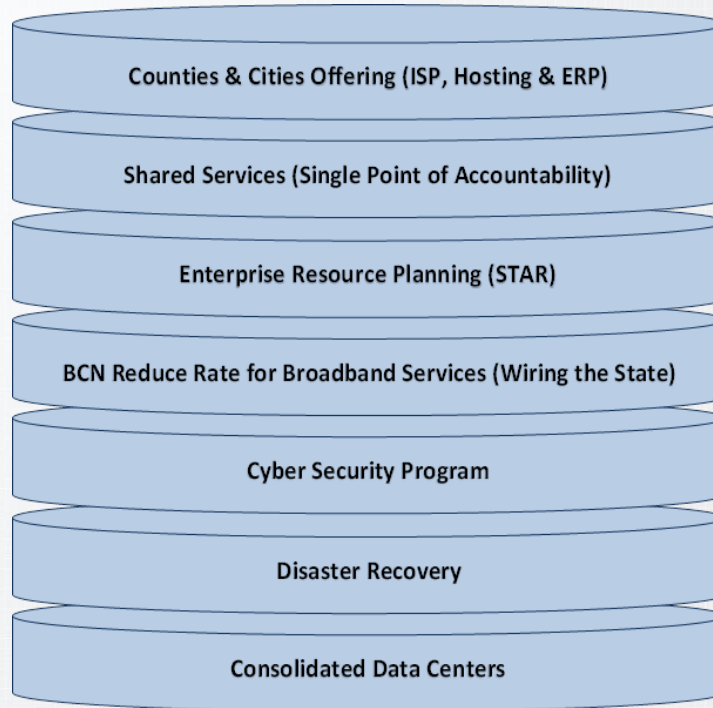 Counties & Cities Offering (ISP, Hosting & ERP)
Shared Services (Single Point of Accountability)
Enterprise Resource Planning (STAR)
BCN Reduce Rate for Broadband Services (Wiring the State)
Cyber Security Program
Disaster Recovery
Consolidated Data Centers